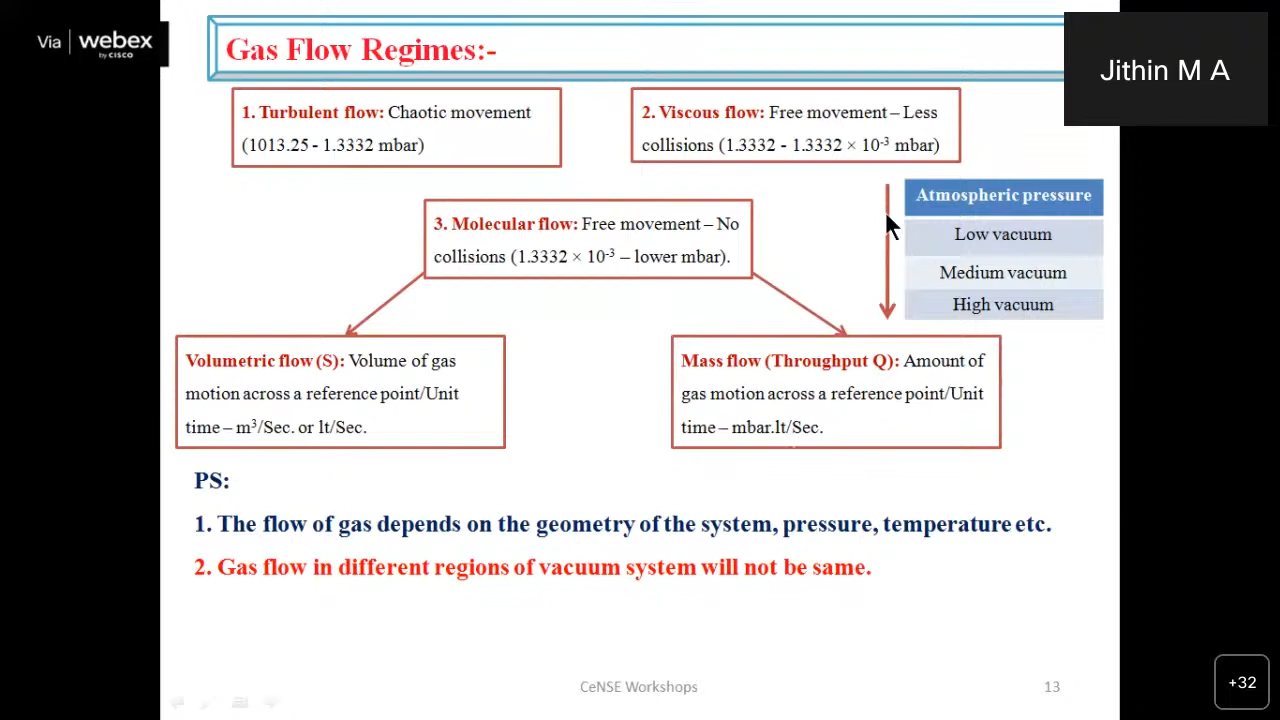 Via | webex
by CISCO
Gas Flow Regimes:-
Jithin M A
1. Turbulent flow: Chaotic movement
(1013.25 - 1.3332 mbar)
2. Viscous flow: Free movement – Less
collisions (1.3332 - 1.3332 × 10⁻³ mbar)
3. Molecular flow: Free movement – No
collisions (1.3332 × 10⁻³ – lower mbar).
Atmospheric pressure
Low vacuum
Medium vacuum
High vacuum
Volumetric flow (S): Volume of gas
motion across a reference point/Unit
time – m³/Sec. or lt/Sec.
Mass flow (Throughput Q): Amount of
gas motion across a reference point/Unit
time – mbar.lt/Sec.
PS:
1. The flow of gas depends on the geometry of the system, pressure, temperature etc.
2. Gas flow in different regions of vacuum system will not be same.
CeNSE Workshops
13
+32